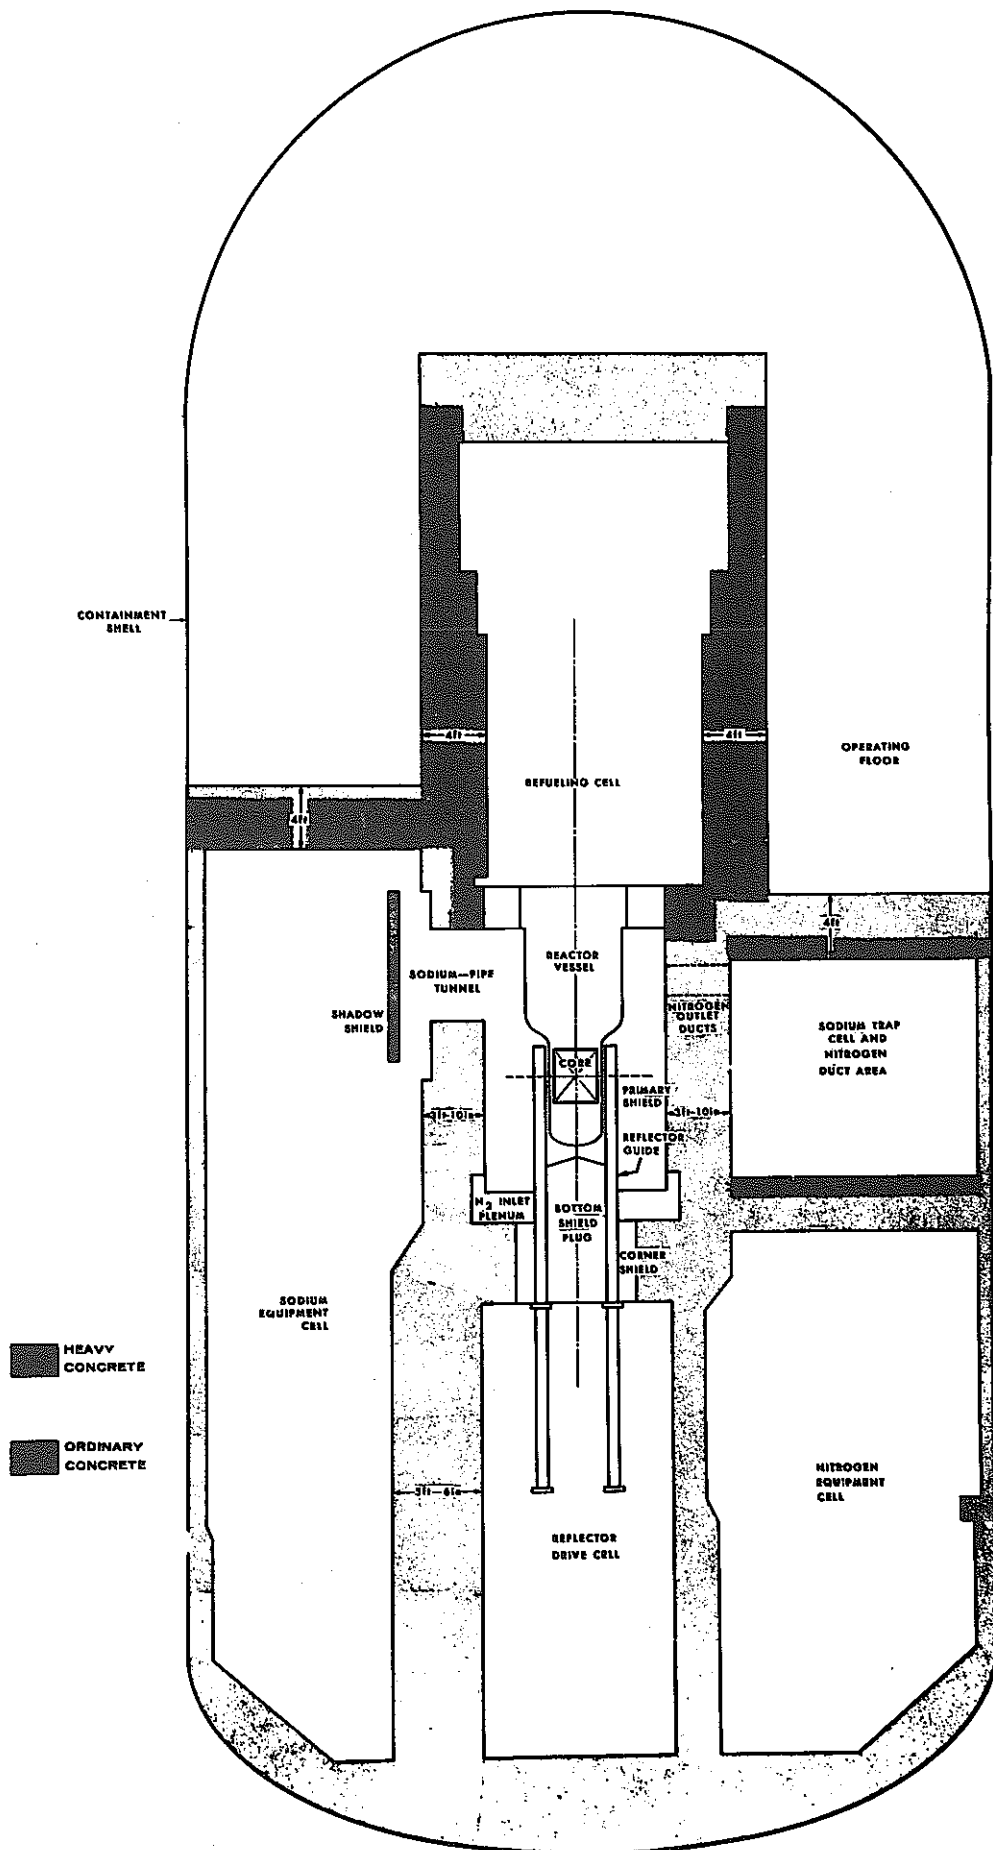 CONTAINMENT
SHELL
4ft
4ft
OPERATING
FLOOR
REFUELING CELL
4ft
4ft
REACTOR
VESSEL
SODIUM-PIPE
TUNNEL
SHADOW
SHIELD
NITROGEN
OUTLET
DUCTS
SODIUM TRAP
CELL AND
NITROGEN
DUCT AREA
CORE
PRIMARY
SHIELD
3ft-10in
3ft-10in
REFLECTOR
GUIDE
N2 INLET
PLENUM
BOTTOM
SHIELD
PLUG
CORNER
SHIELD
SODIUM
EQUIPMENT
CELL
HEAVY
CONCRETE
ORDINARY
CONCRETE
NITROGEN
EQUIPMENT
CELL
REFLECTOR
DRIVE CELL